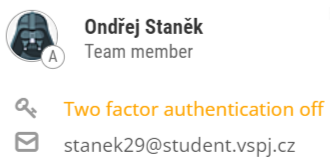 Ondřej Staněk
A
Team member
Two factor authentication off
stanek29@student.vspj.cz